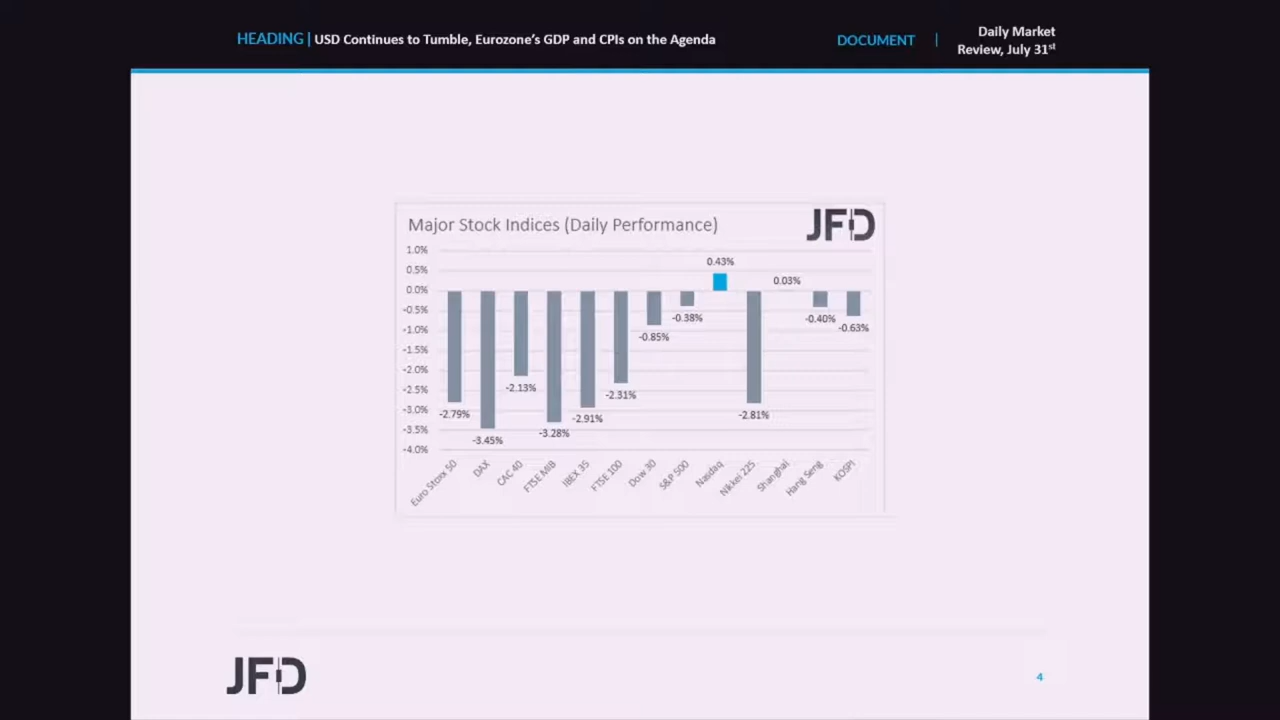 HEADING | USD Continues to Tumble, Eurozone's GDP and CPIs on the Agenda
DOCUMENT |
Daily Market
Review, July 31st
Major Stock Indices (Daily Performance)
JFD
1.0%
0.5%
0.0%
-0.5%
-1.0%
-1.5%
-2.0%
-2.5%
-3.0%
-3.5%
-4.0%
-2.79%
-3.45%
-2.13%
-3.28%
-2.91%
-2.31%
-0.85%
-0.38%
0.43%
-2.81%
0.03%
-0.40%
-0.63%
Euro Stoxx 50
DAX
CAC 40
FTSE MIB
IBEX 35
FTSE 100
Dow 30
S&P 500
Nasdaq
Nikkei 225
Shanghai
Hang Seng
KOSPI
JFD
4